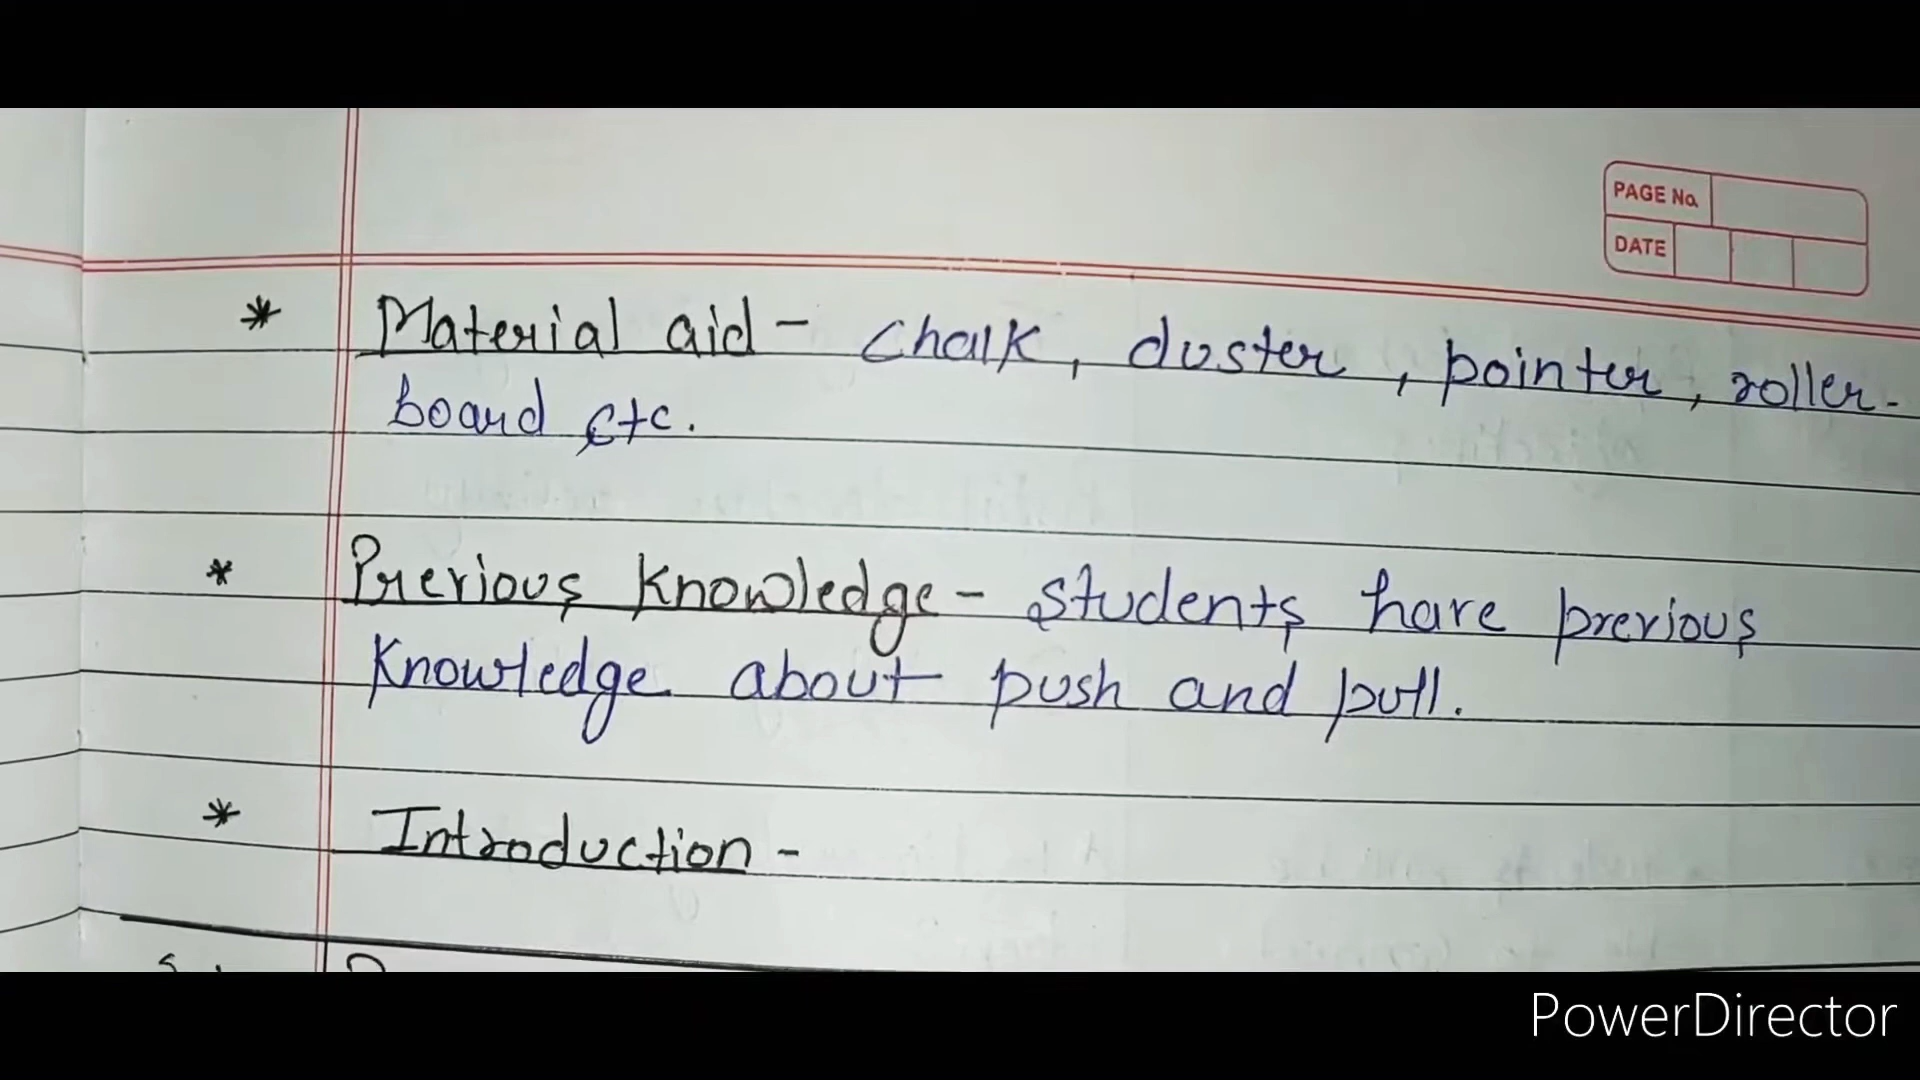 PAGE No.
DATE
* Material aid - Chalk, duster, pointer, roller-
board etc.
* Previous Knowledge - Students have previous
Knowledge about push and pull.
* Introduction -
PowerDirector